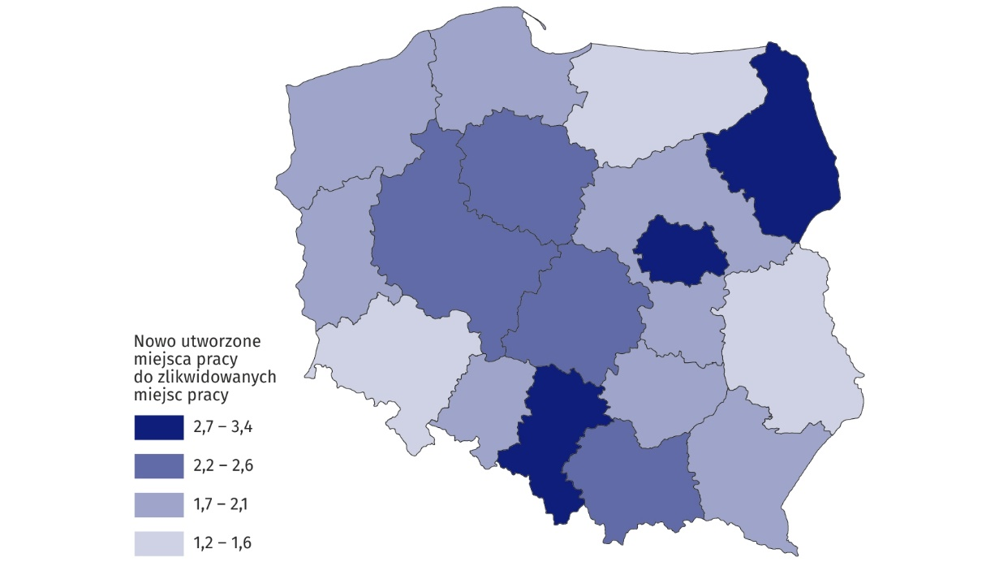 Nowo utworzone
miejsca pracy
do zlikwidowanych
miejsc pracy
2,7 – 3,4
2,2 – 2,6
1,7 – 2,1
1,2 – 1,6